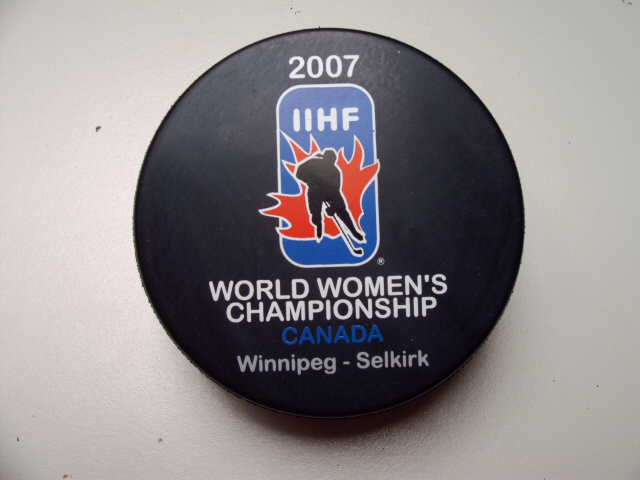 2007
IIHF
®
WORLD WOMEN'S
CHAMPIONSHIP
CANADA
Winnipeg - Selkirk